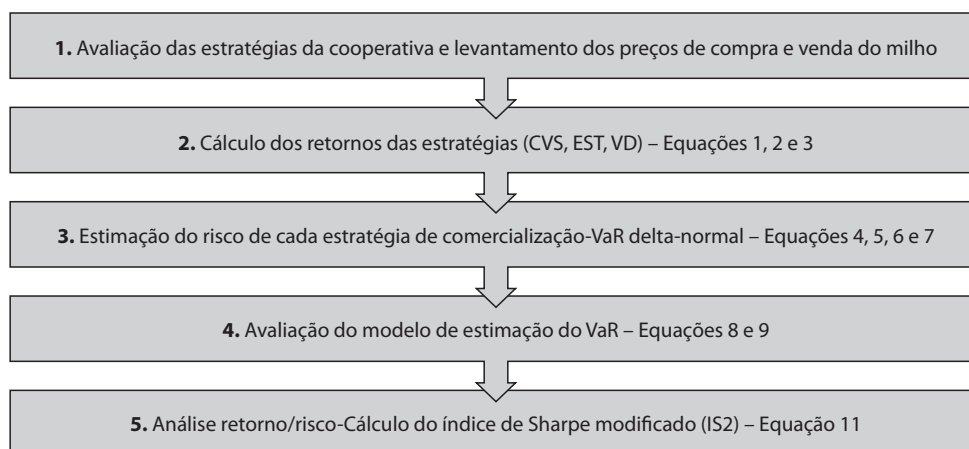 1. Avaliação das estratégias da cooperativa e levantamento dos preços de compra e venda do milho
2. Cálculo dos retornos das estratégias (CVS, EST, VD) – Equações 1, 2 e 3
3. Estimação do risco de cada estratégia de comercialização-VaR delta-normal – Equações 4, 5, 6 e 7
4. Avaliação do modelo de estimação do VaR – Equações 8 e 9
5. Análise retorno/risco-Cálculo do índice de Sharpe modificado (IS2) – Equação 11